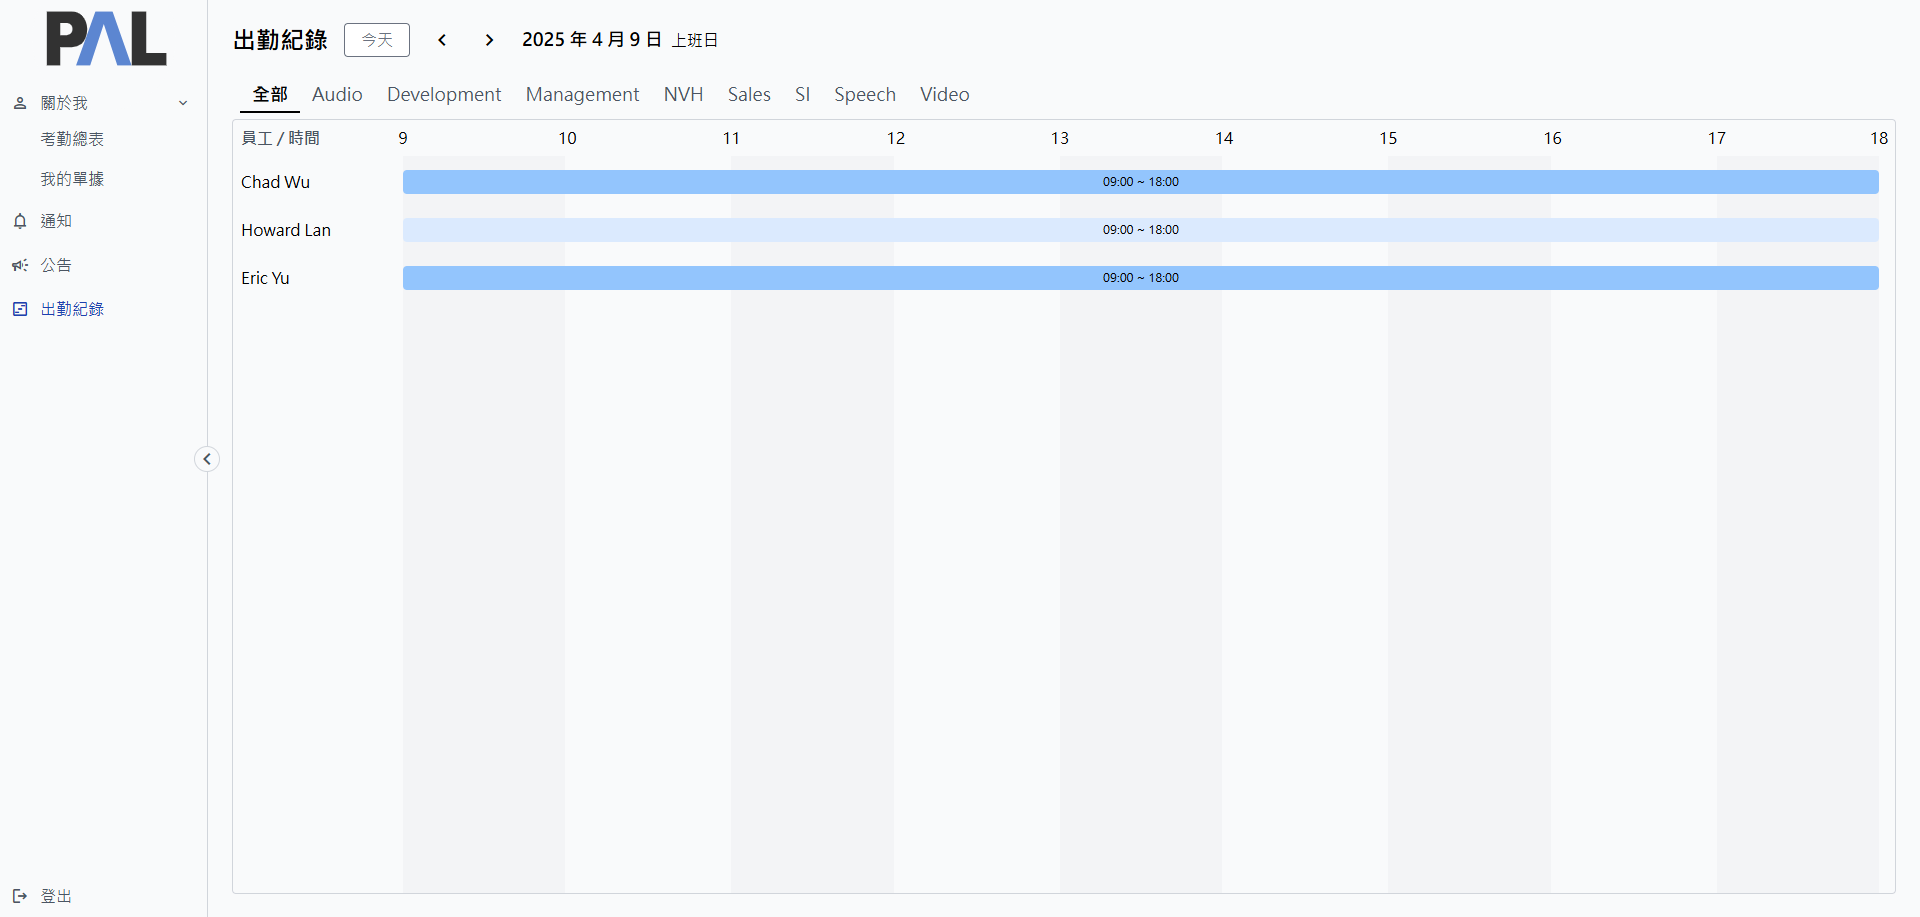 PAL
關於我
考勤總表
我的單據
通知
公告
出勤紀錄
登出
出勤紀錄 今天 2025 年 4 月 9 日 上班日
全部 Audio Development Management NVH Sales SI Speech Video
員工 / 時間 9 10 11 12 13 14 15 16 17 18
Chad Wu 09:00 ~ 18:00
Howard Lan 09:00 ~ 18:00
Eric Yu 09:00 ~ 18:00